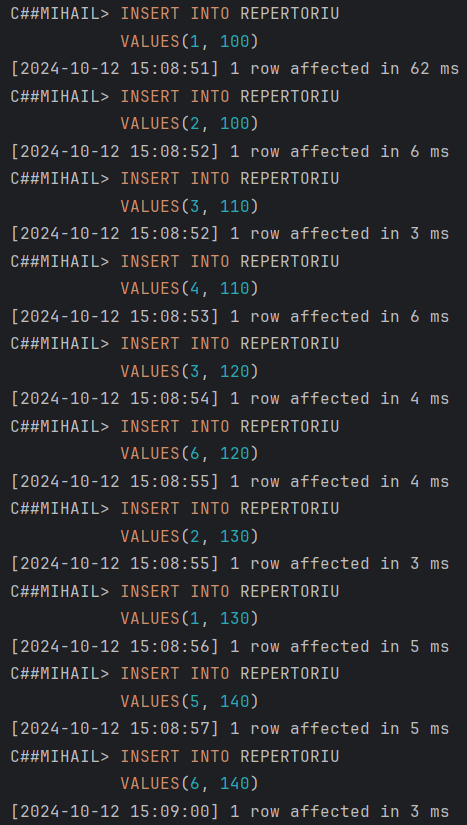 C##MIHAIL> INSERT INTO REPERTORIU
VALUES(1, 100)
[2024-10-12 15:08:51] 1 row affected in 62 ms
C##MIHAIL> INSERT INTO REPERTORIU
VALUES(2, 100)
[2024-10-12 15:08:52] 1 row affected in 6 ms
C##MIHAIL> INSERT INTO REPERTORIU
VALUES(3, 110)
[2024-10-12 15:08:52] 1 row affected in 3 ms
C##MIHAIL> INSERT INTO REPERTORIU
VALUES(4, 110)
[2024-10-12 15:08:53] 1 row affected in 6 ms
C##MIHAIL> INSERT INTO REPERTORIU
VALUES(3, 120)
[2024-10-12 15:08:54] 1 row affected in 4 ms
C##MIHAIL> INSERT INTO REPERTORIU
VALUES(6, 120)
[2024-10-12 15:08:55] 1 row affected in 4 ms
C##MIHAIL> INSERT INTO REPERTORIU
VALUES(2, 130)
[2024-10-12 15:08:55] 1 row affected in 3 ms
C##MIHAIL> INSERT INTO REPERTORIU
VALUES(1, 130)
[2024-10-12 15:08:56] 1 row affected in 5 ms
C##MIHAIL> INSERT INTO REPERTORIU
VALUES(5, 140)
[2024-10-12 15:08:57] 1 row affected in 5 ms
C##MIHAIL> INSERT INTO REPERTORIU
VALUES(6, 140)
[2024-10-12 15:09:00] 1 row affected in 3 ms